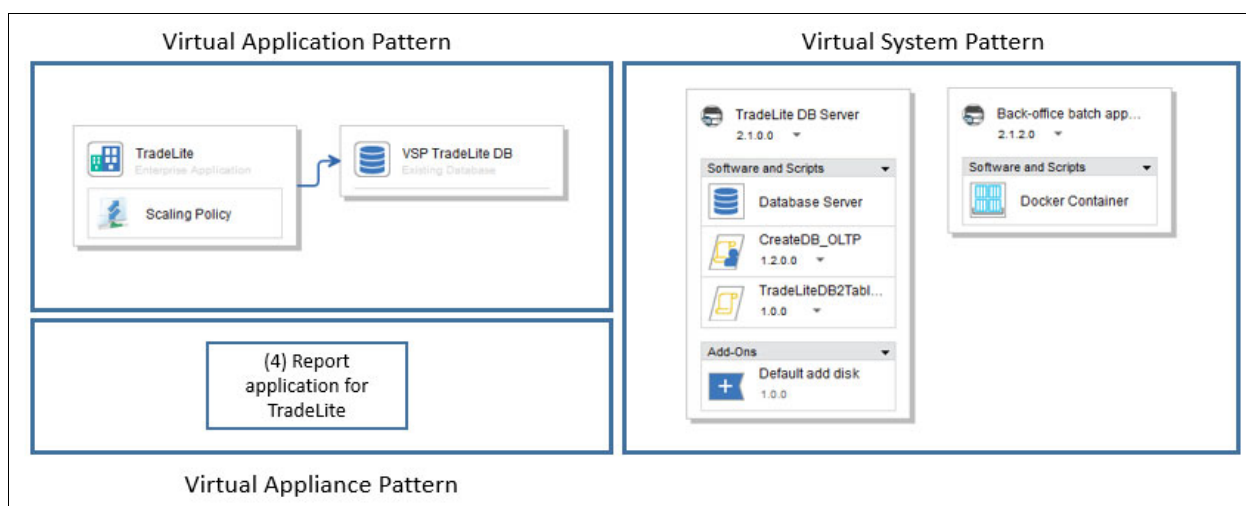 Virtual Application Pattern
Virtual System Pattern
TradeLite
Enterprise Application
Scaling Policy
VSP TradeLite DB
Existing Database
TradeLite DB Server
2.1.0.0
Software and Scripts
Database Server
CreateDB_OLTP
1.2.0.0
TradeLiteDB2Tabl...
1.0.0
Add-Ons
Default add disk
1.0.0
Back-office batch app...
2.1.2.0
Software and Scripts
Docker Container
(4) Report
application for
TradeLite
Virtual Appliance Pattern